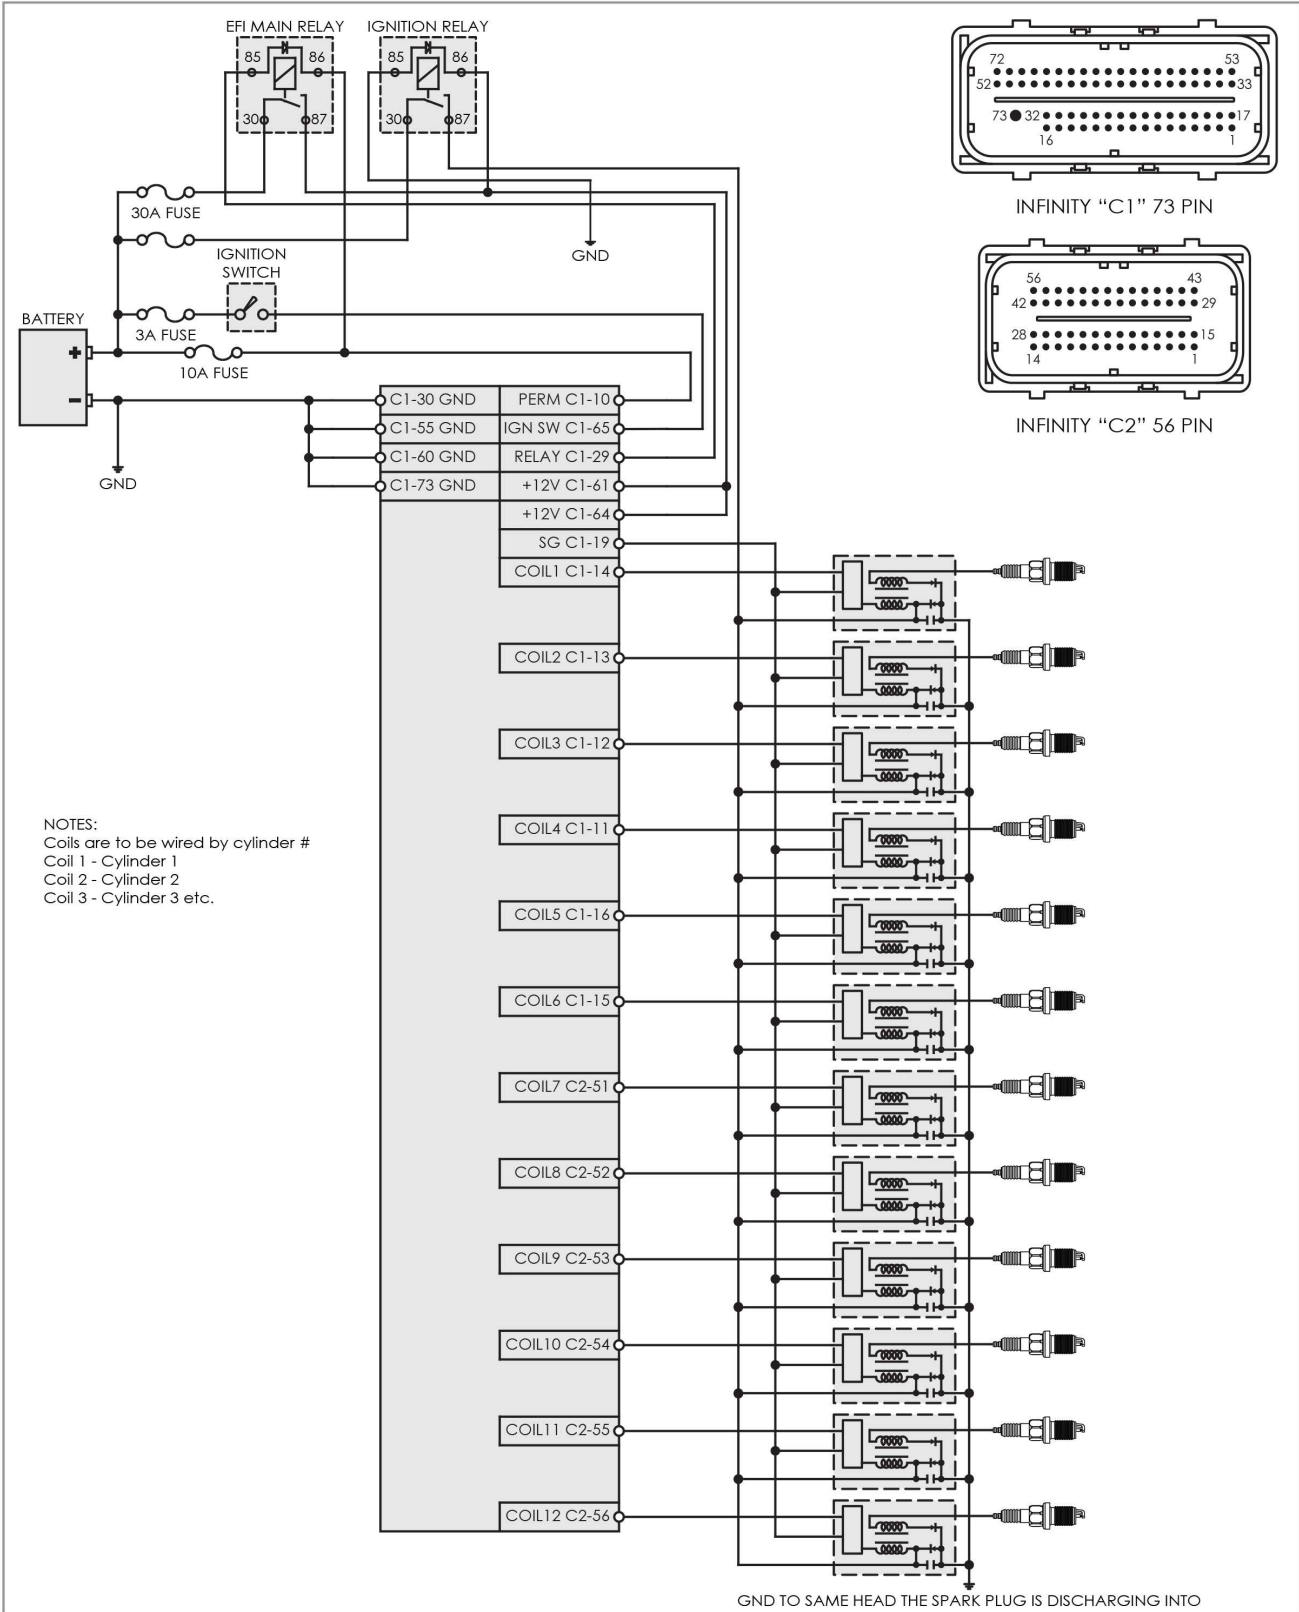 EFI MAIN RELAY
IGNITION RELAY
85
86
30
87
85
86
30
87
72
53
52
33
73
32
17
16
1
INFINITY “C1” 73 PIN
56
43
42
29
28
15
14
1
INFINITY “C2” 56 PIN
30A FUSE
GND
IGNITION
SWITCH
3A FUSE
10A FUSE
BATTERY
+
-
GND
C1-30 GND
PERM C1-10
C1-55 GND
IGN SW C1-65
C1-60 GND
RELAY C1-29
C1-73 GND
+12V C1-61
+12V C1-64
SG C1-19
COIL1 C1-14
COIL2 C1-13
COIL3 C1-12
COIL4 C1-11
COIL5 C1-16
COIL6 C1-15
COIL7 C2-51
COIL8 C2-52
COIL9 C2-53
COIL10 C2-54
COIL11 C2-55
COIL12 C2-56
NOTES:
Coils are to be wired by cylinder #
Coil 1 - Cylinder 1
Coil 2 - Cylinder 2
Coil 3 - Cylinder 3 etc.
GND TO SAME HEAD THE SPARK PLUG IS DISCHARGING INTO